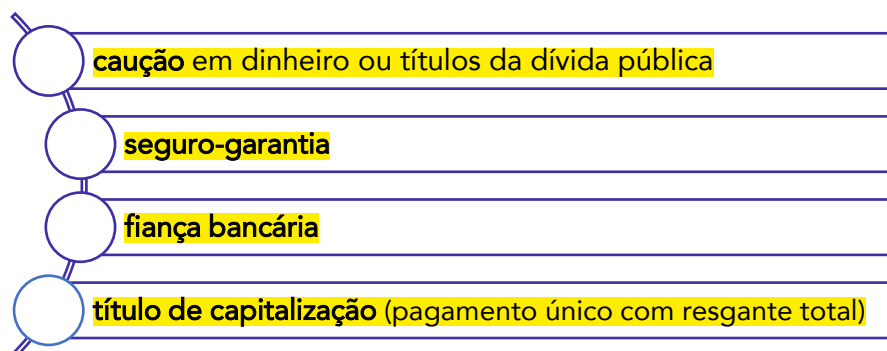 caução em dinheiro ou títulos da dívida pública
seguro-garantia
fiança bancária
título de capitalização (pagamento único com resgante total)